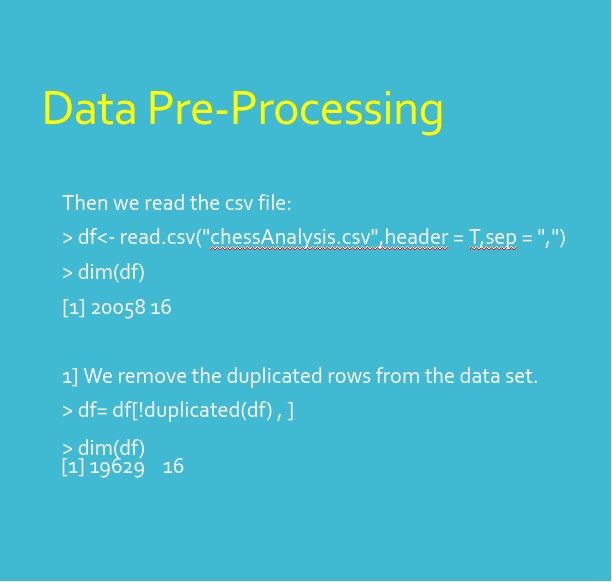 Data Pre-Processing
Then we read the csv file:
> df<- read.csv("chessAnalysis.csv",header = T,sep = ",")
> dim(df)
[1] 20058 16
1] We remove the duplicated rows from the data set.
> df= df[!duplicated(df) , ]
> dim(df)
[1] 19629    16